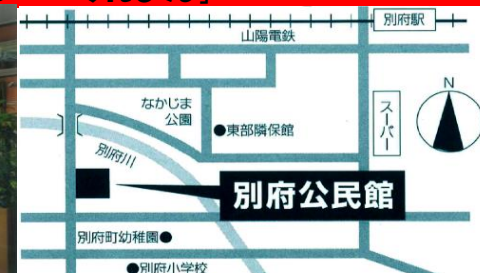 別府駅
山陽電鉄
N
なかじま
公園
スーパー
●東部隣保館
別府川
別府公民館
別府町幼稚園●
●別府小学校